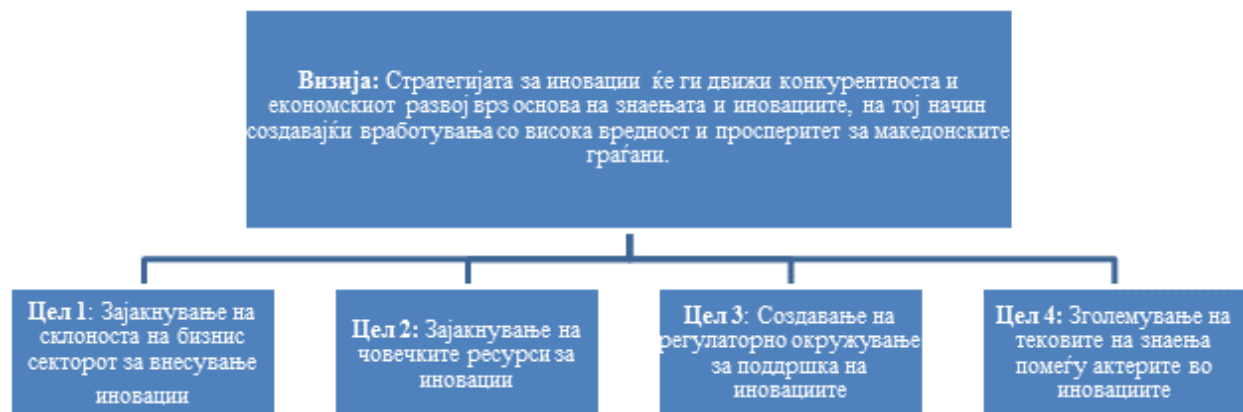 Визија: Стратегијата за иновации ќе ги движи конкурентноста и
економскиот развој врз основа на знаењата и иновациите, на тој начин
создавајќи вработувања со висока вредност и просперитет за македонските
граѓани.
Цел 1: Зајакнување на
склоноста на бизнис
секторот за внесување
иновации
Цел 2: Зајакнување на
човечките ресурси за
иновации
Цел 3: Создавање на
регулаторно окружување
за поддршка на
иновациите
Цел 4: Зголемување на
тековите на знаења
помеѓу актерите во
иновациите